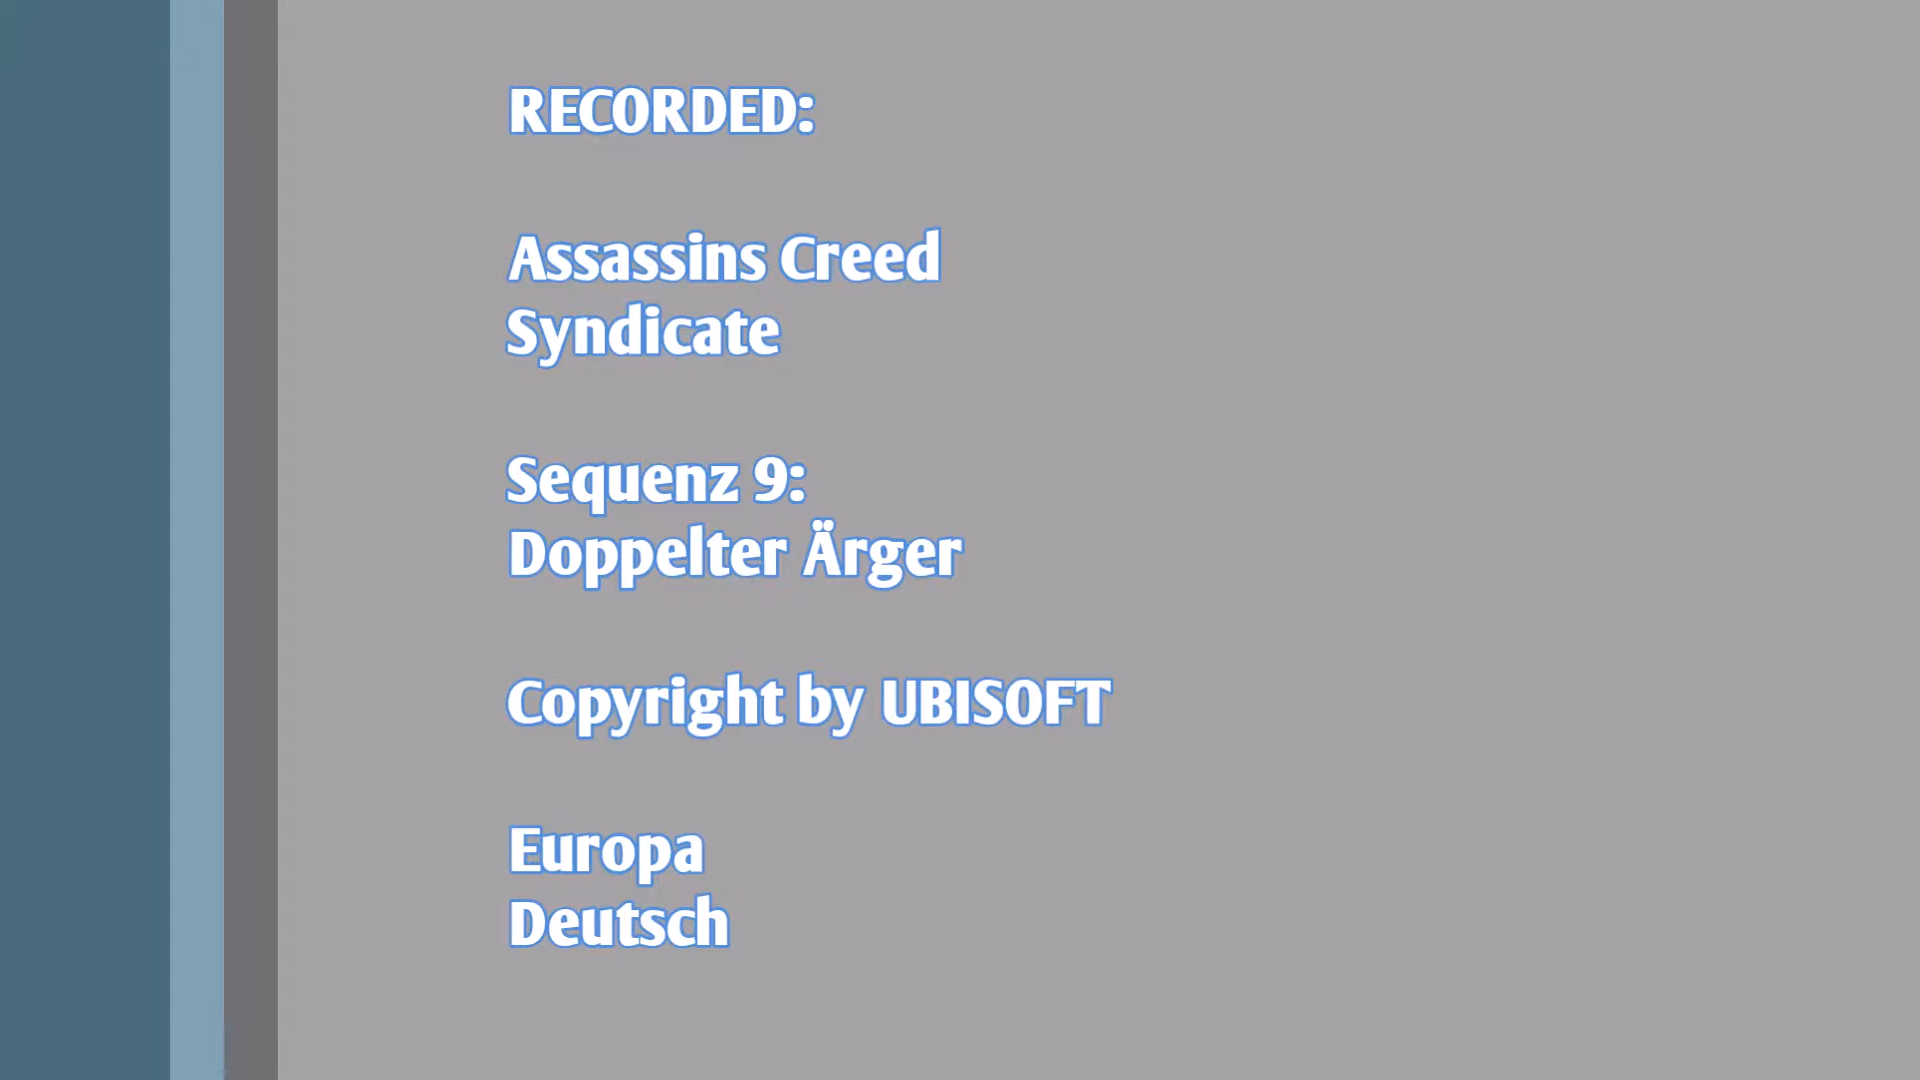 RECORDED:
Assassins Creed
Syndicate
Sequenz 9:
Doppelter Ärger
Copyright by UBISOFT
Europa
Deutsch